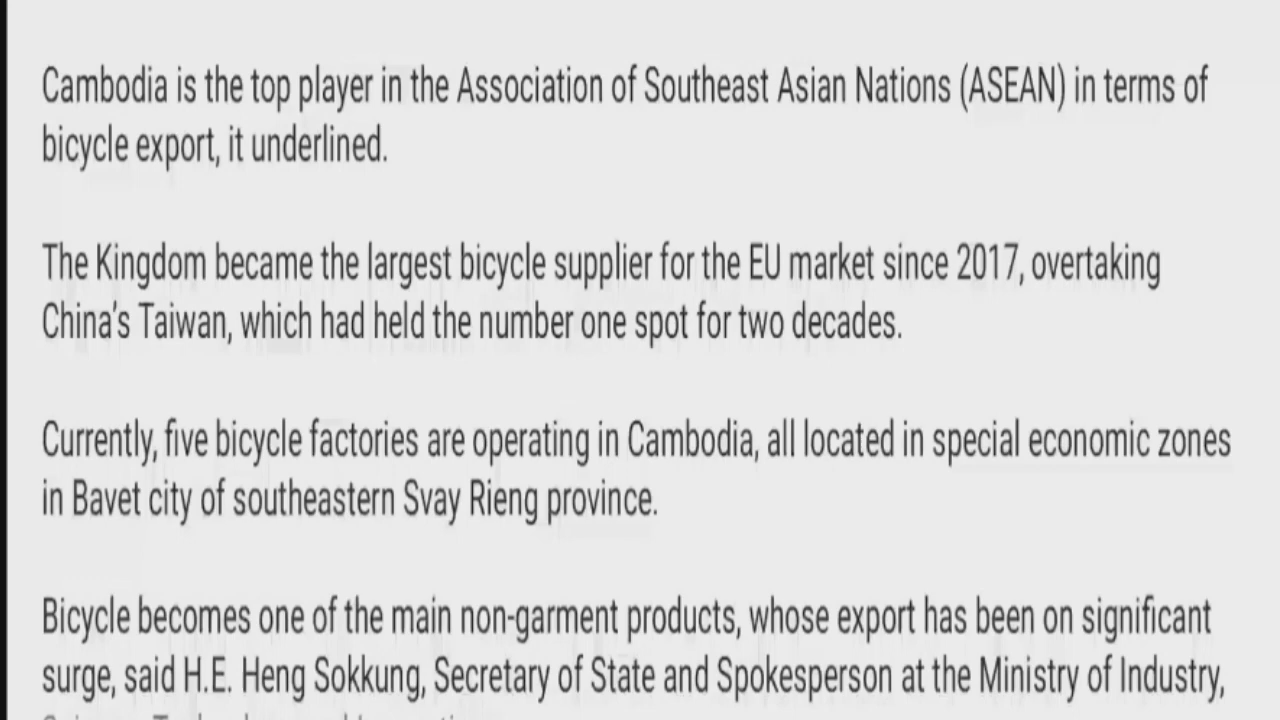 Cambodia is the top player in the Association of Southeast Asian Nations (ASEAN) in terms of
bicycle export, it underlined.
The Kingdom became the largest bicycle supplier for the EU market since 2017, overtaking
China's Taiwan, which had held the number one spot for two decades.
Currently, five bicycle factories are operating in Cambodia, all located in special economic zones
in Bavet city of southeastern Svay Rieng province.
Bicycle becomes one of the main non-garment products, whose export has been on significant
surge, said H.E. Heng Sokkung, Secretary of State and Spokesperson at the Ministry of Industry,